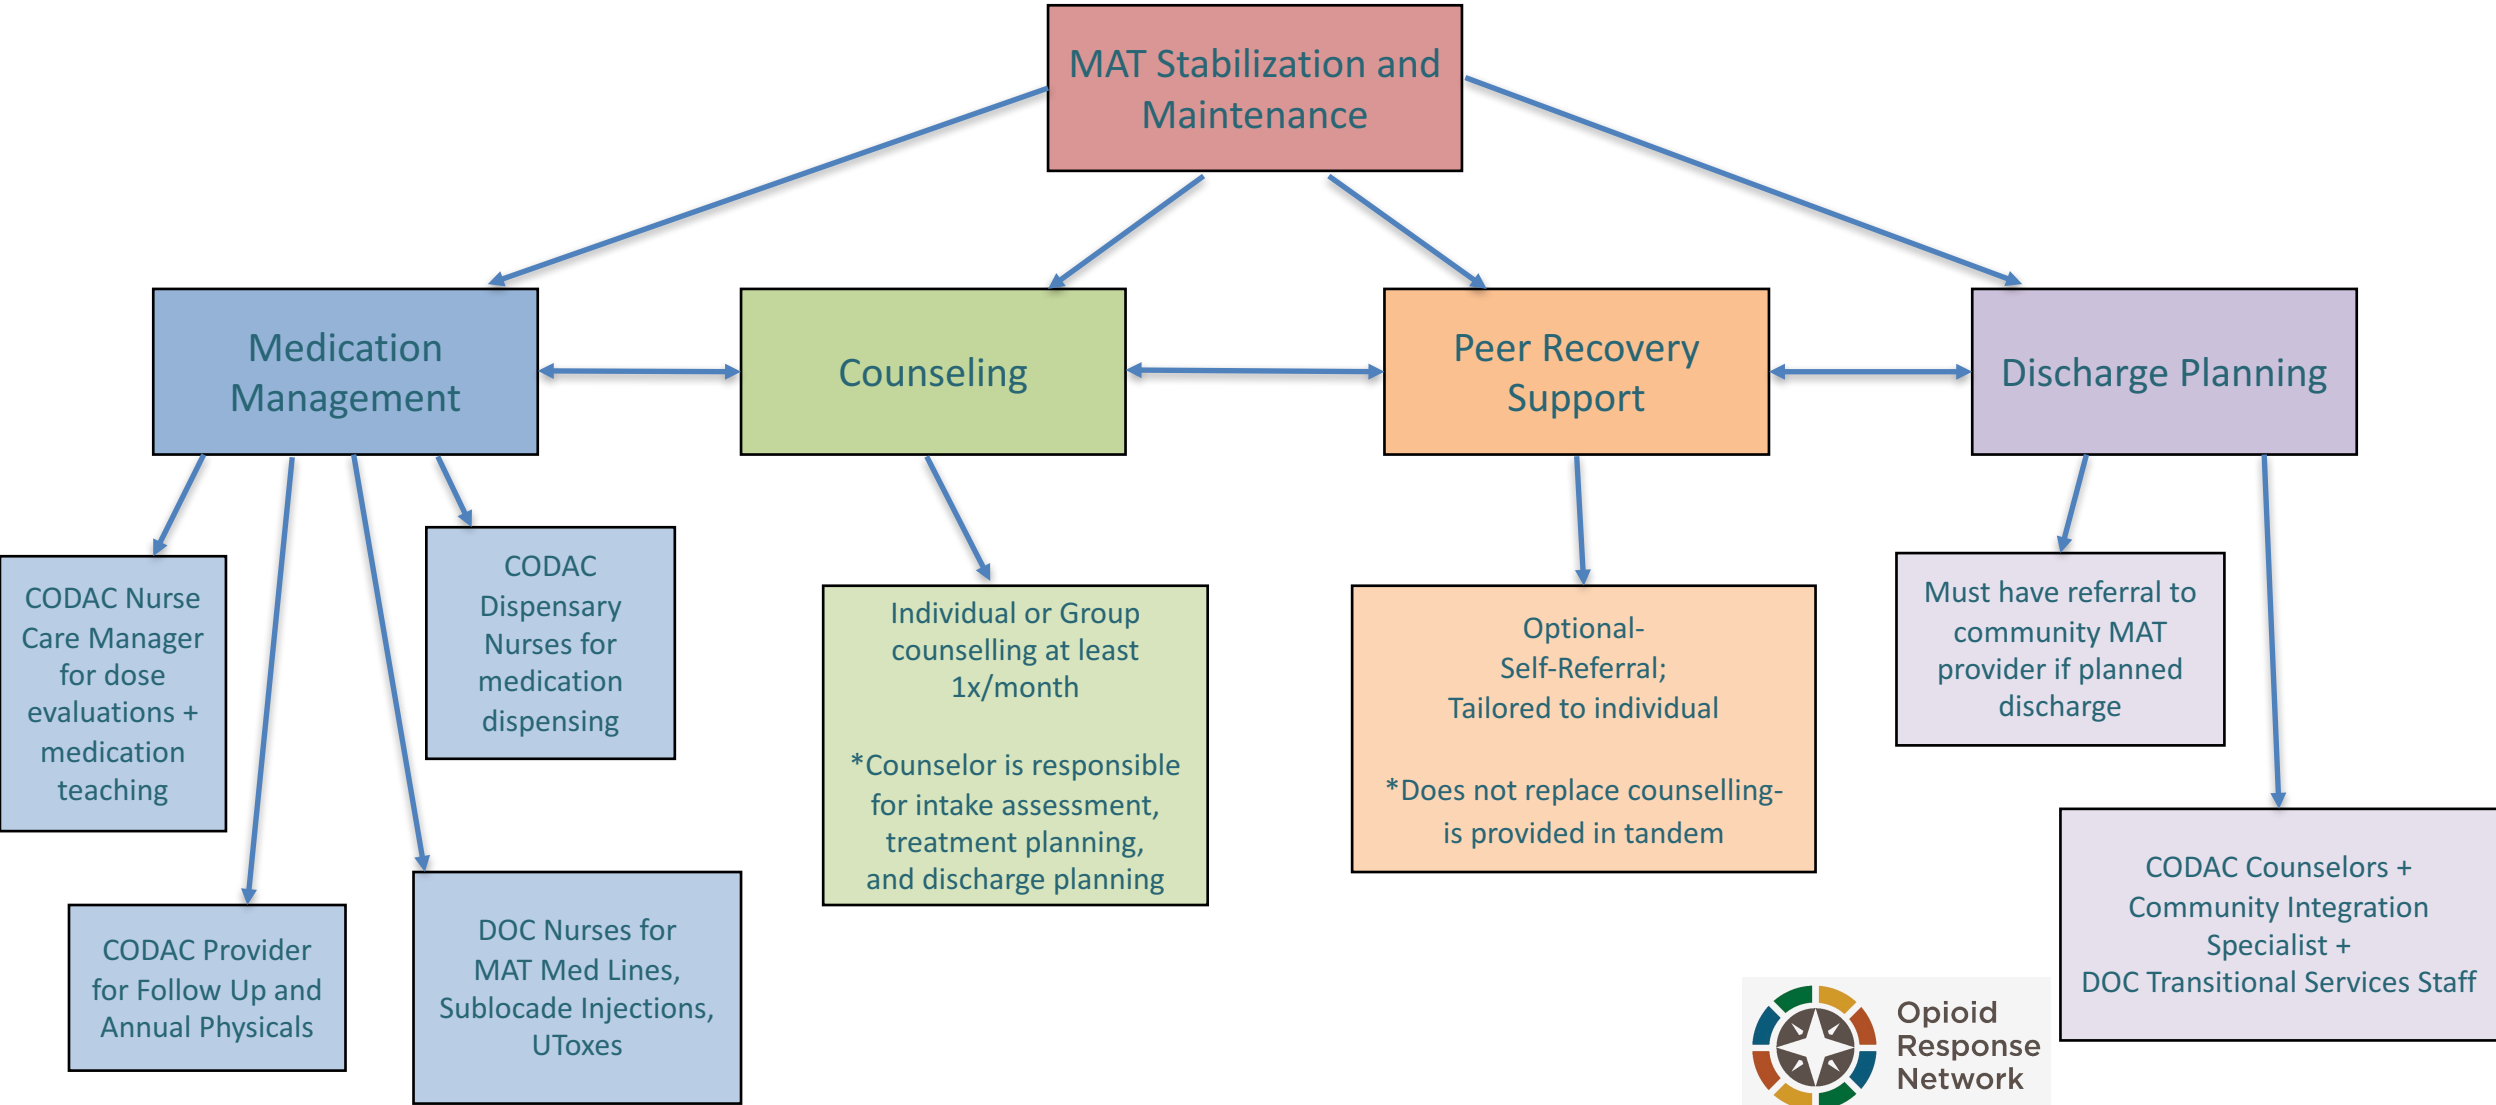 MAT Stabilization and
Maintenance
Medication
Management
Counseling
Peer Recovery
Support
Discharge Planning
CODAC Nurse
Care Manager
for dose
evaluations +
medication
teaching
CODAC
Dispensary
Nurses for
medication
dispensing
CODAC Provider
for Follow Up and
Annual Physicals
DOC Nurses for
MAT Med Lines,
Sublocade Injections,
UToxes
Individual or Group
counselling at least
1x/month
*Counselor is responsible
for intake assessment,
treatment planning,
and discharge planning
Optional-
Self-Referral;
Tailored to individual
*Does not replace counselling-
is provided in tandem
Must have referral to
community MAT
provider if planned
discharge
CODAC Counselors +
Community Integration
Specialist +
DOC Transitional Services Staff
Opioid
Response
Network